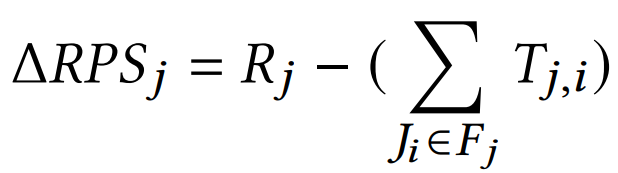 ΔRPS_j = R_j − ( ∑_{J_i ∈ F_j} T_{j,i} )